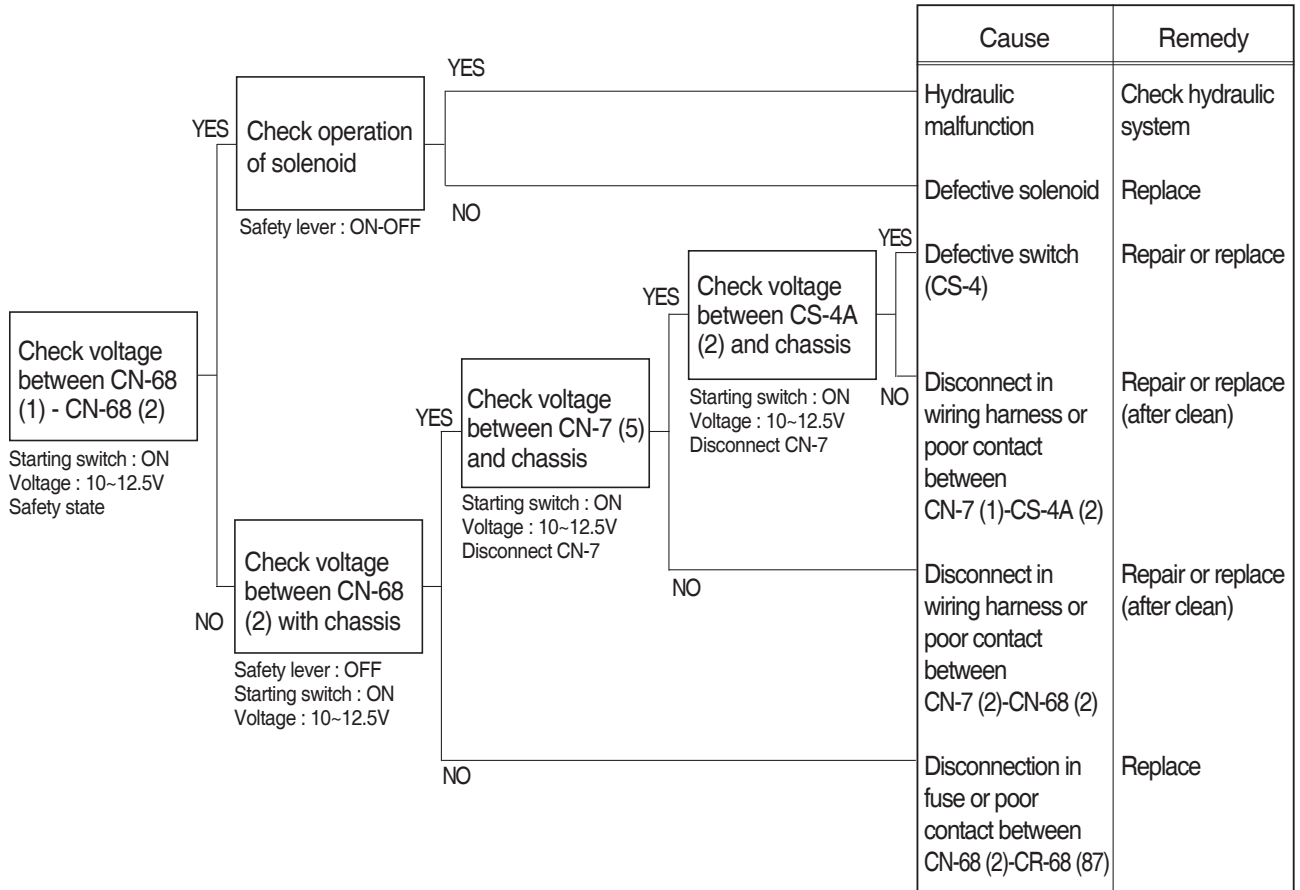 Cause
Remedy
YES
Hydraulic
malfunction
Check hydraulic
system
YES
Check operation
of solenoid
Safety lever : ON-OFF
NO
Defective solenoid
Replace
YES
Defective switch
(CS-4)
Repair or replace
YES
Check voltage
between CS-4A
(2) and chassis
Starting switch : ON
Voltage : 10~12.5V
Disconnect CN-7
NO
Disconnect in
wiring harness or
poor contact
between
CN-7 (1)-CS-4A (2)
Repair or replace
(after clean)
Check voltage
between CN-68
(1) - CN-68 (2)
Starting switch : ON
Voltage : 10~12.5V
Safety state
YES
Check voltage
between CN-7 (5)
and chassis
Starting switch : ON
Voltage : 10~12.5V
Disconnect CN-7
NO
Disconnect in
wiring harness or
poor contact
between
CN-7 (2)-CN-68 (2)
Repair or replace
(after clean)
NO
Check voltage
between CN-68
(2) with chassis
Safety lever : OFF
Starting switch : ON
Voltage : 10~12.5V
NO
Disconnection in
fuse or poor
contact between
CN-68 (2)-CR-68 (87)
Replace